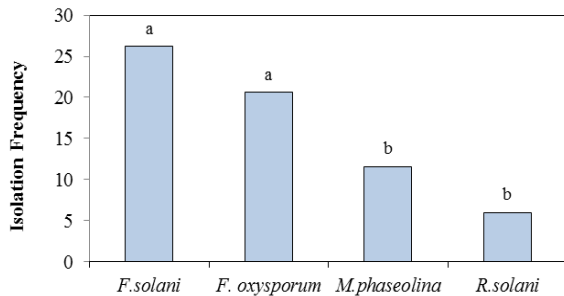 30
25
20
15
10
5
0
Isolation Frequency
a
a
b
b
F.solani
F. oxysporum
M.phaseolina
R.solani